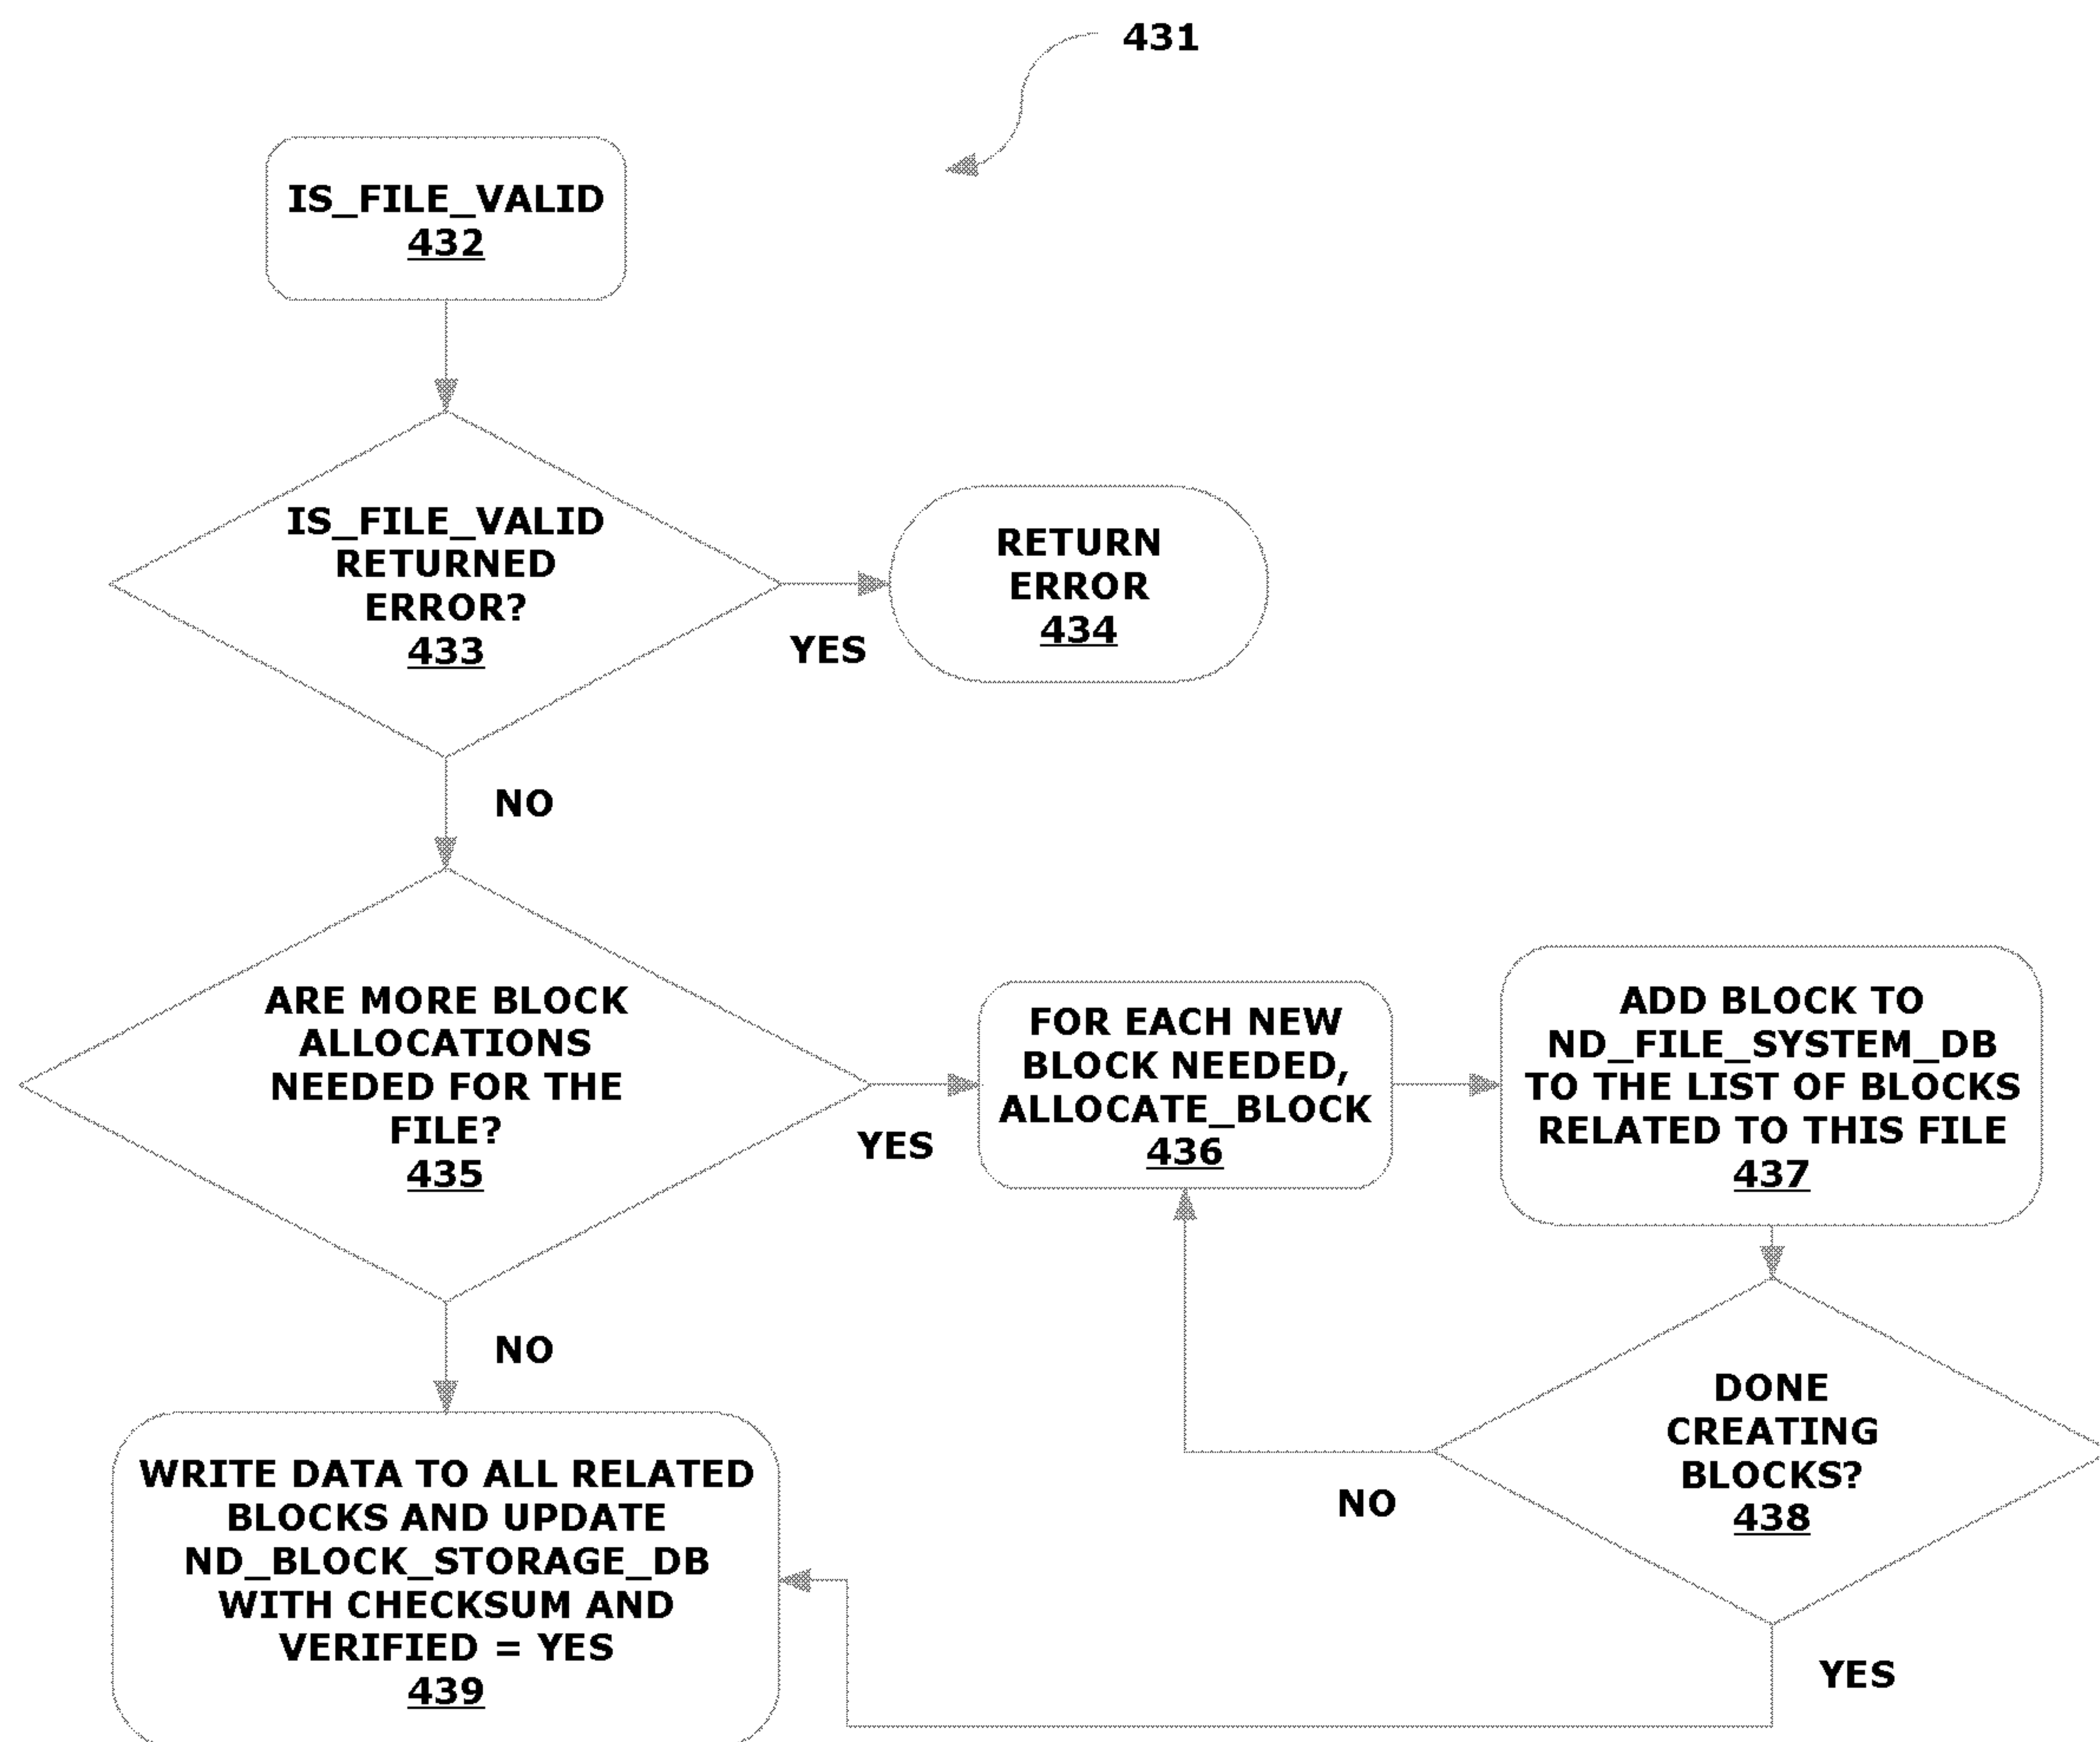 431
IS_FILE_VALID
432
IS_FILE_VALID
RETURNED
ERROR?
433
YES
RETURN
ERROR
434
NO
ARE MORE BLOCK
ALLOCATIONS
NEEDED FOR THE
FILE?
435
YES
FOR EACH NEW
BLOCK NEEDED,
ALLOCATE_BLOCK
436
ADD BLOCK TO
ND_FILE_SYSTEM_DB
TO THE LIST OF BLOCKS
RELATED TO THIS FILE
437
NO
DONE
CREATING
BLOCKS?
438
NO
YES
WRITE DATA TO ALL RELATED
BLOCKS AND UPDATE
ND_BLOCK_STORAGE_DB
WITH CHECKSUM AND
VERIFIED = YES
439